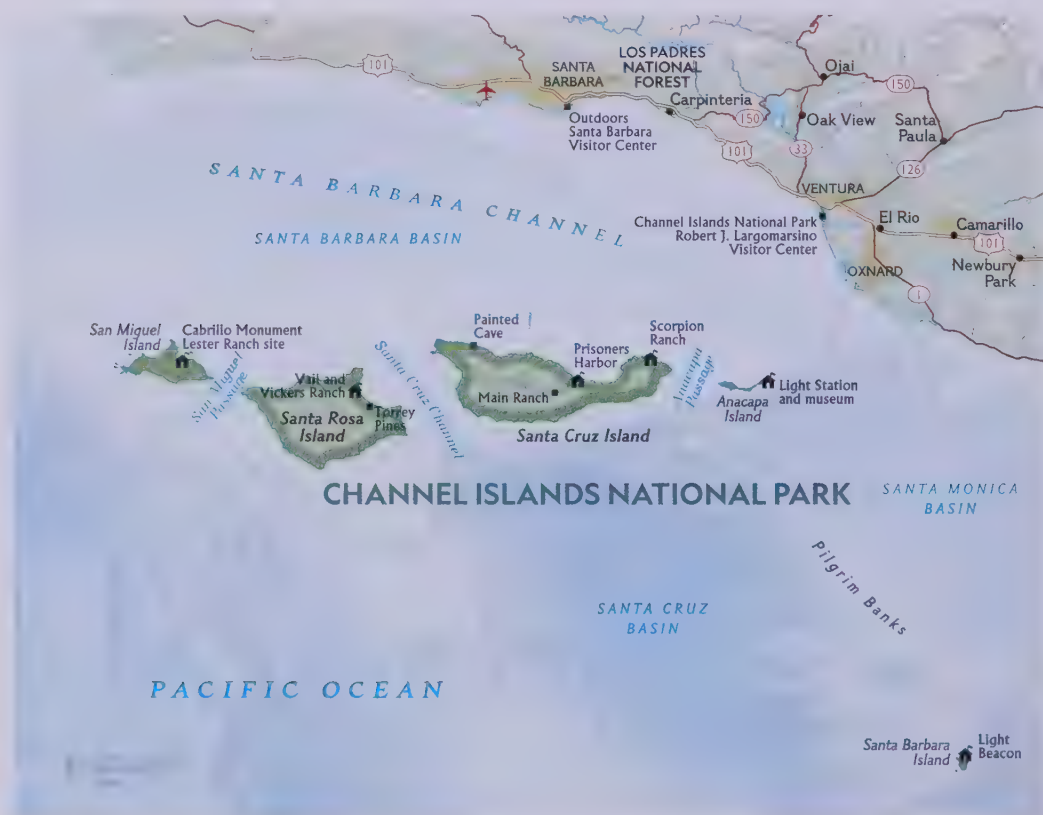 101
SANTA
BARBARA
LOS PADRES
NATIONAL
FOREST
Ojai
150
Carpinteria
150
Oak View
Santa
Paula
Outdoors
Santa Barbara
Visitor Center
101
33
126
SANTA BARBARA CHANNEL
VENTURA
SANTA BARBARA BASIN
Channel Islands National Park
Robert J. Largomarsino
Visitor Center
El Rio
Camarillo
101
Newbury
Park
OXNARD
1
San Miguel
Island
Cabrillo Monument
Lester Ranch site
San Miguel
Passage
Vail and
Vickers Ranch
Santa Rosa
Island
Torrey
Pines
Santa Cruz Channel
Painted
Cave
Prisoners
Harbor
Scorpion
Ranch
Main Ranch
Santa Cruz Island
Anacapa
Passage
Anacapa
Island
Light Station
and museum
CHANNEL ISLANDS NATIONAL PARK
SANTA MONICA
BASIN
Pilgrim Banks
SANTA CRUZ
BASIN
PACIFIC OCEAN
Santa Barbara
Island
Light
Beacon